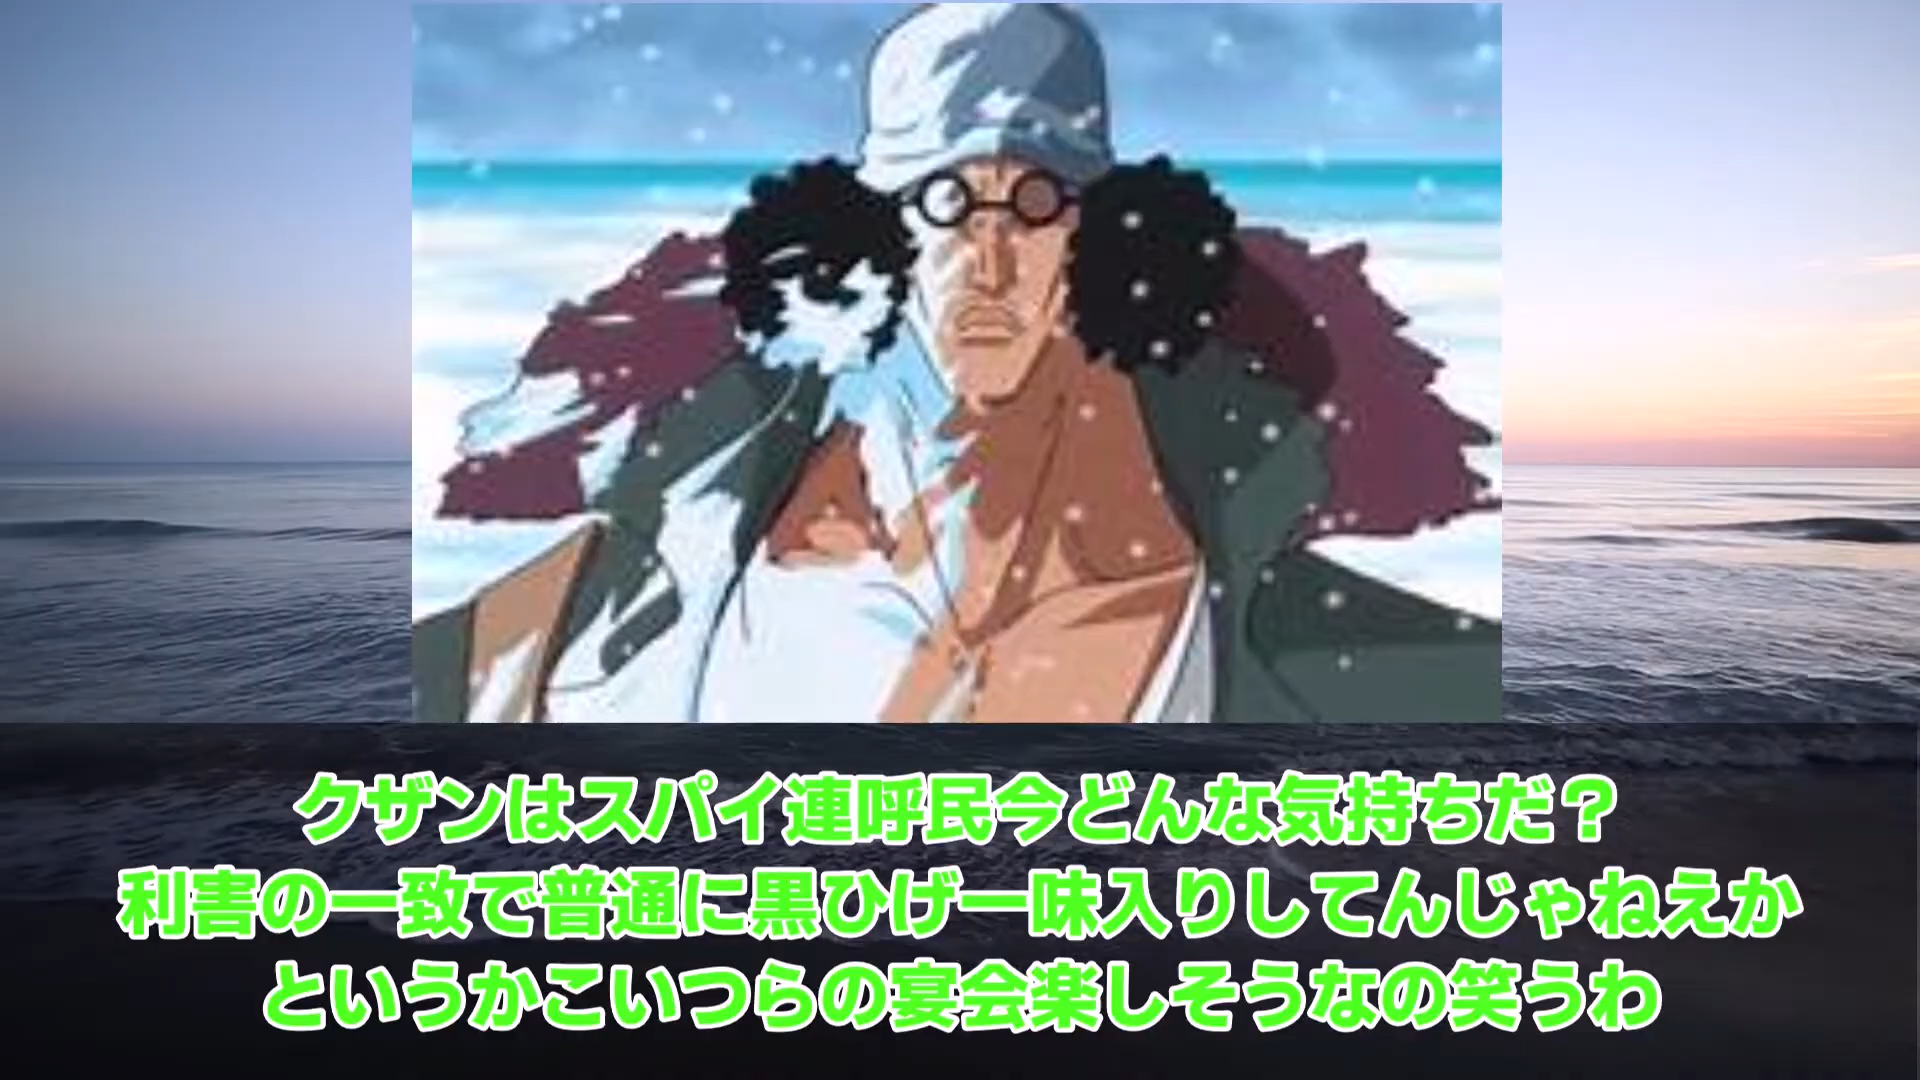 クザンはスパイ連呼民今どんな気持ちだ？
利害の一致で普通に黒ひげ一味入りしてんじゃねえか
というかこいつらの宴会楽しそうなの笑うわ